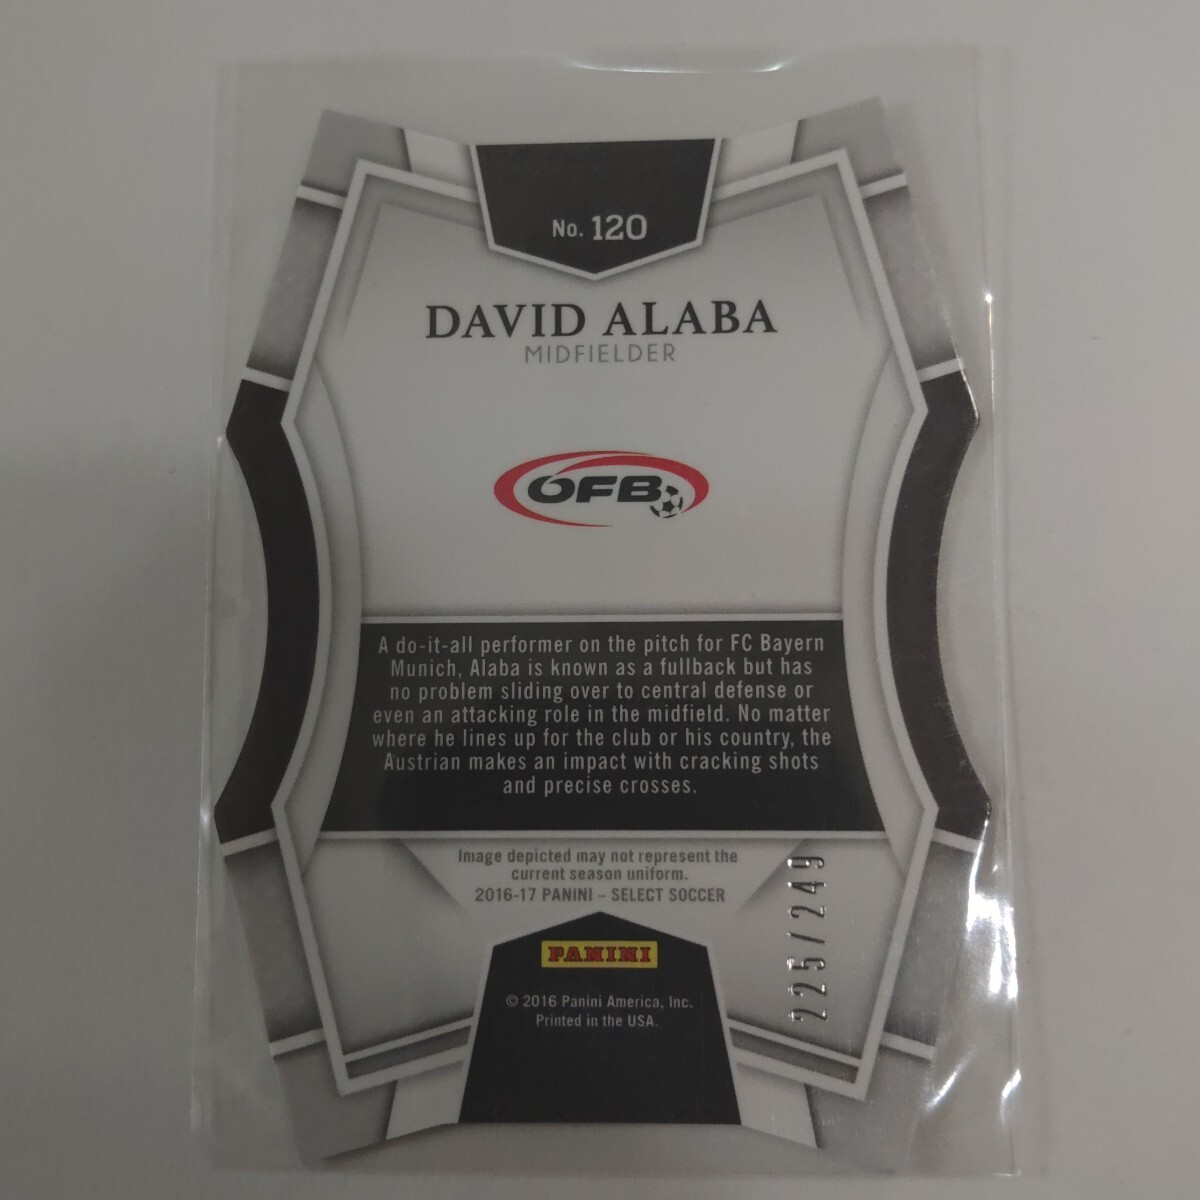 No. 120
DAVID ALABA
MIDFIELDER
ÖFB
A do-it-all performer on the pitch for FC Bayern
Munich, Alaba is known as a fullback but has
no problem sliding over to central defense or
even an attacking role in the midfield. No matter
where he lines up for the club or his country, the
Austrian makes an impact with cracking shots
and precise crosses.
Image depicted may not represent the
current season uniform.
2016-17 PANINI – SELECT SOCCER
225/249
PANINI
© 2016 Panini America, Inc.
Printed in the USA.